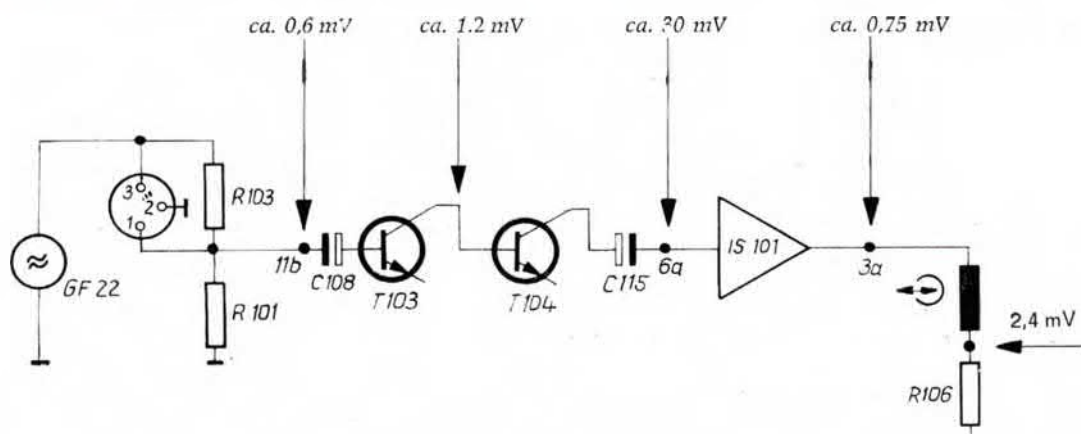 ca. 0,6 mV
ca. 1.2 mV
ca. 30 mV
ca. 0,75 mV
3
2
1
R103
GF 22
R 101
11b
C108
T103
T104
C115
6a
IS 101
3a
2,4 mV
R106